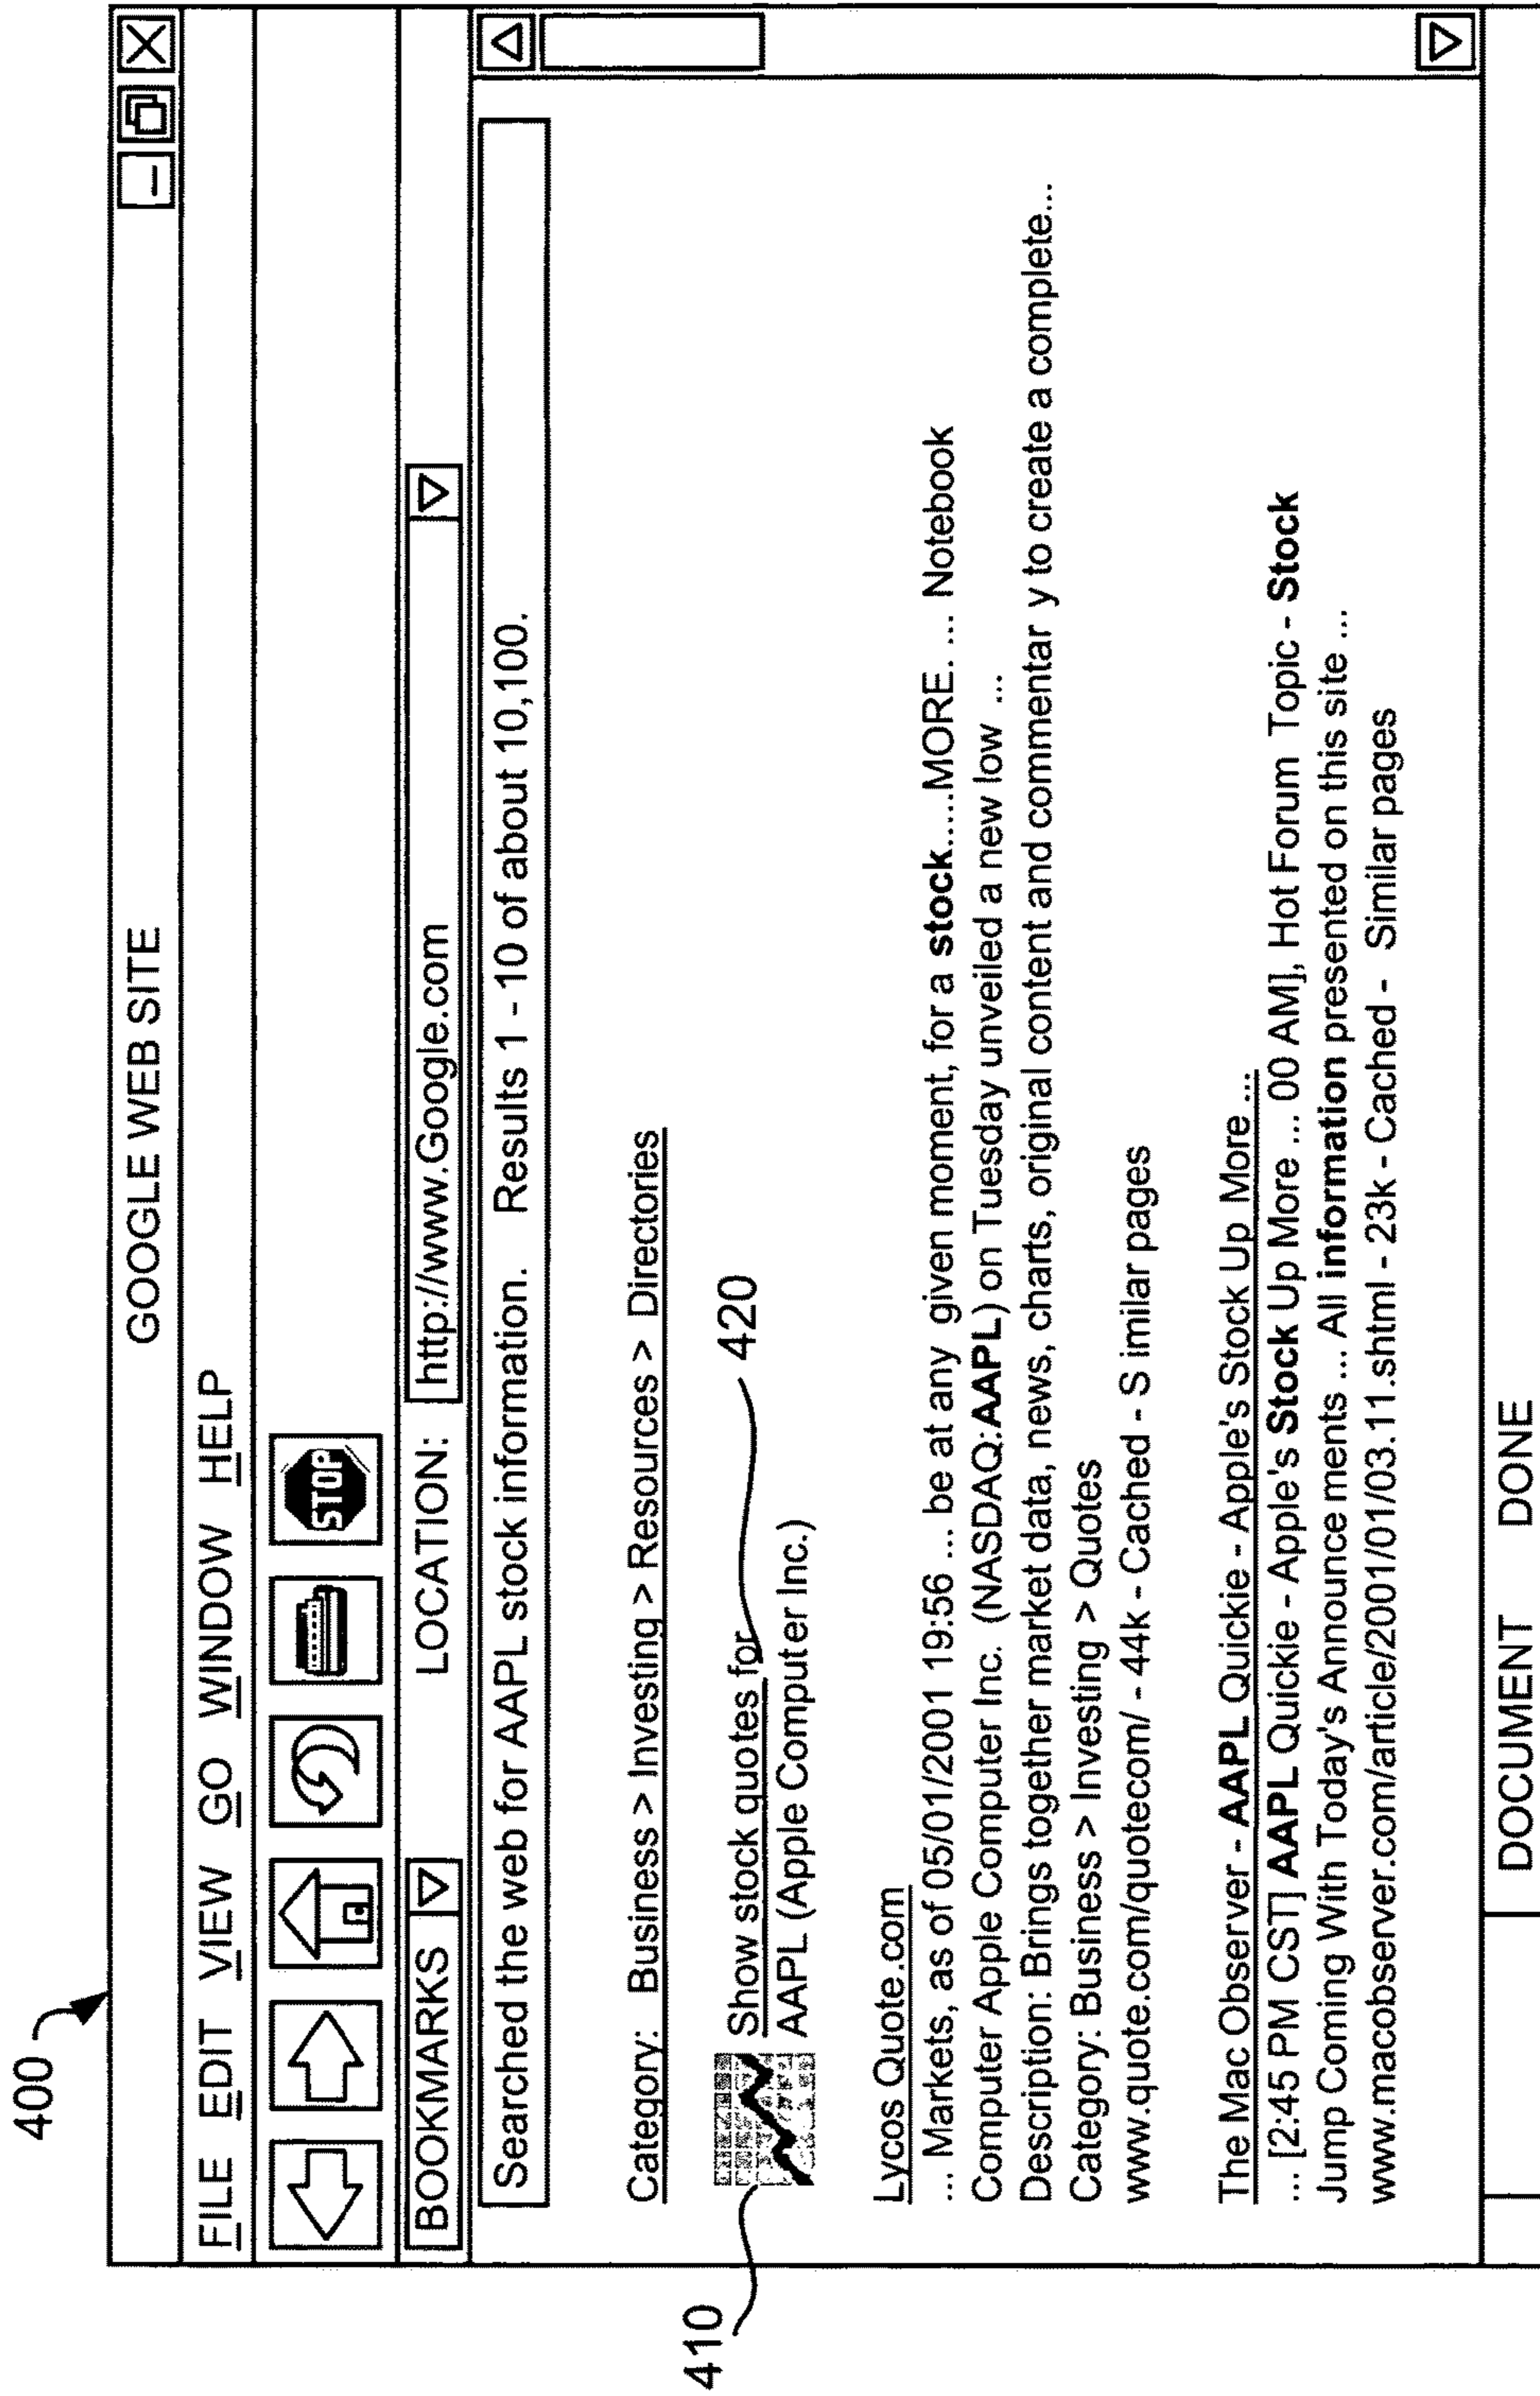 400
GOOGLE WEB SITE
FILE EDIT VIEW GO WINDOW HELP
STOP
BOOKMARKS LOCATION: http://www.Google.com
Searched the web for AAPL stock information. Results 1 - 10 of about 10,100.
Category: Business > Investing > Resources > Directories
410
Show stock quotes for
420
AAPL (Apple Computer Inc.)
Lycos Quote.com
... Markets, as of 05/01/2001 19:56 ... be at any given moment, for a stock.....MORE. ... Notebook
Computer Apple Computer Inc. (NASDAQ:AAPL) on Tuesday unveiled a new low ...
Description: Brings together market data, news, charts, original content and commentar y to create a complete...
Category: Business > Investing > Quotes
www.quote.com/quotecom/ - 44k - Cached - S imilar pages
The Mac Observer - AAPL Quickie - Apple's Stock Up More ...
... [2:45 PM CST] AAPL Quickie - Apple's Stock Up More ... 00 AM], Hot Forum Topic - Stock
Jump Coming With Today's Announce ments ... All information presented on this site ...
www.macobserver.com/article/2001/01/03.11.shtml - 23k - Cached - Similar pages
DOCUMENT DONE